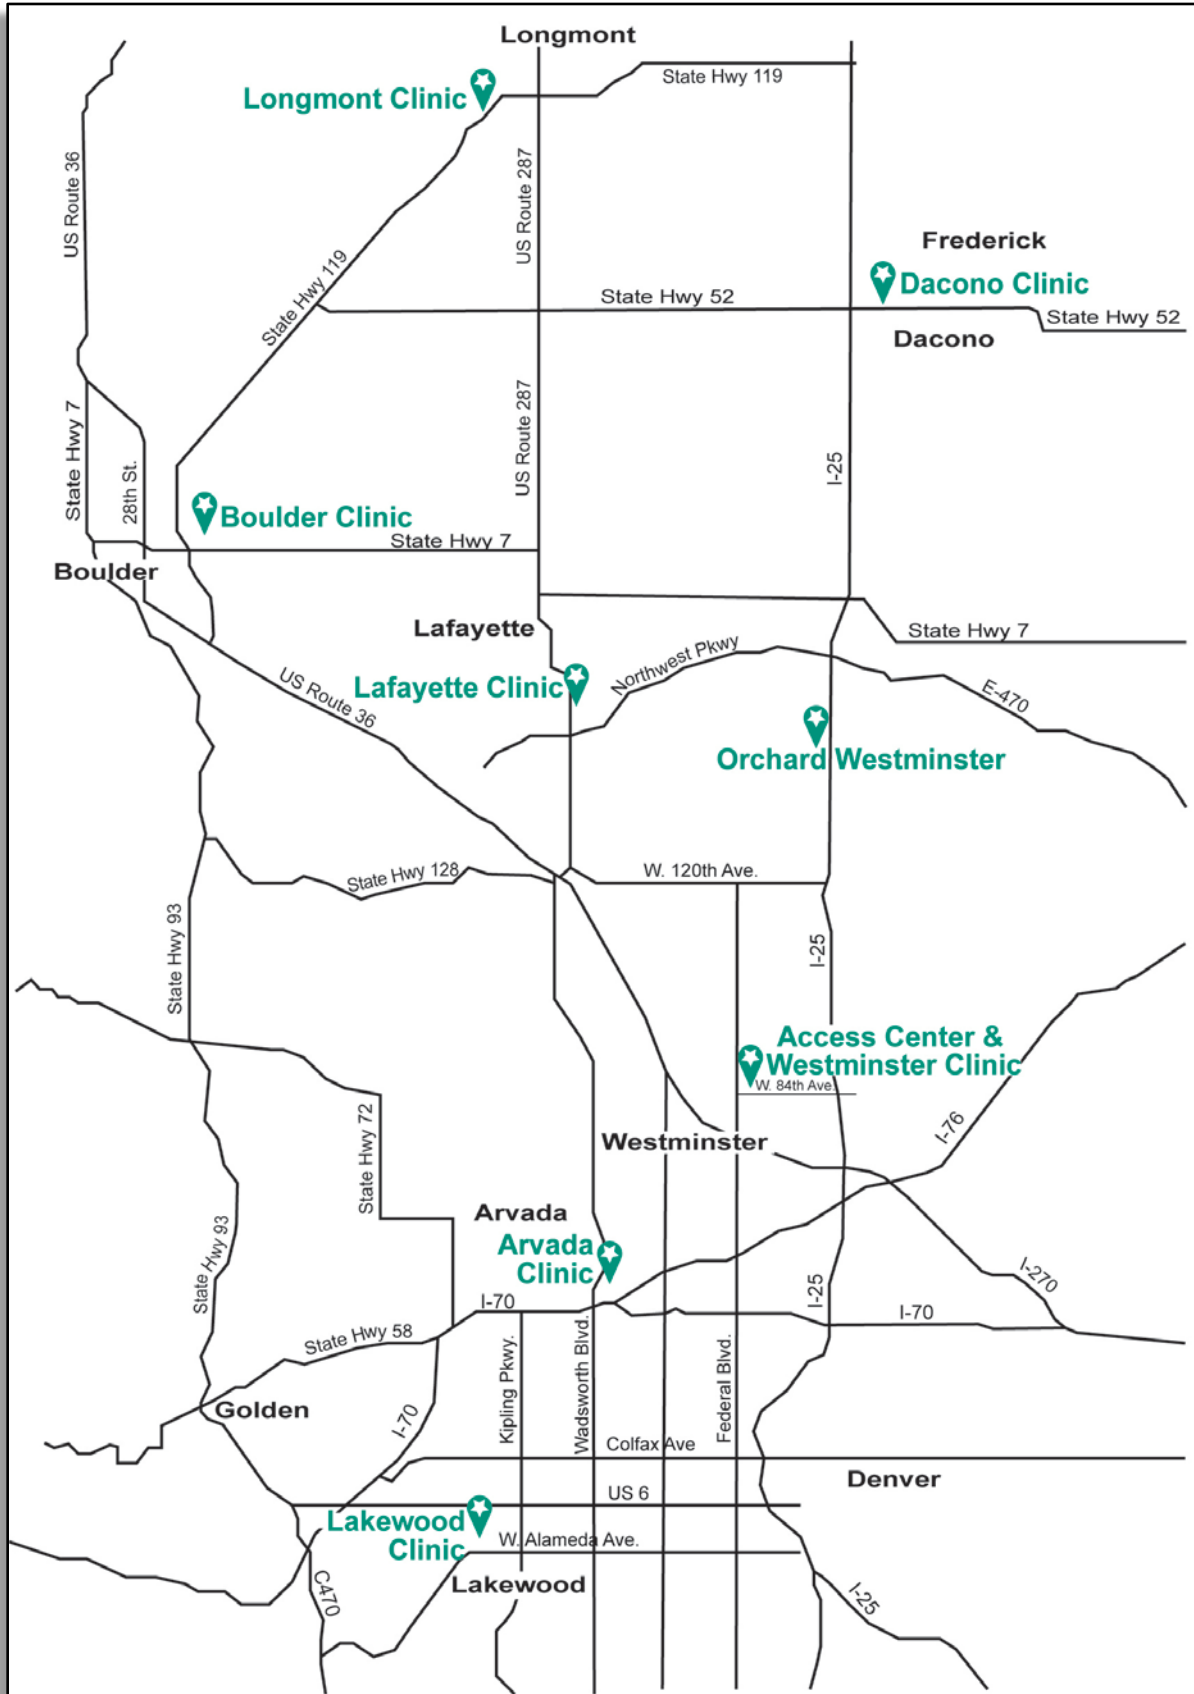 Longmont
State Hwy 119
Longmont Clinic
US Route 36
US Route 287
Frederick
Dacono Clinic
State Hwy 119
State Hwy 52
State Hwy 52
Dacono
State Hwy 7
28th St.
US Route 287
I-25
Boulder Clinic
State Hwy 7
Boulder
Lafayette
State Hwy 7
Northwest Pkwy
US Route 36
Lafayette Clinic
E-470
Orchard Westminster
State Hwy 128
W. 120th Ave.
State Hwy 93
I-25
Access Center &
Westminster Clinic
W. 84th Ave.
I-76
State Hwy 72
Westminster
Arvada
Arvada
Clinic
State Hwy 93
I-270
I-70
I-25
I-70
State Hwy 58
Kipling Pkwy.
Wadsworth Blvd.
Federal Blvd.
Golden
I-70
Colfax Ave
Denver
US 6
Lakewood
Clinic
W. Alameda Ave.
Lakewood
C470
I-25